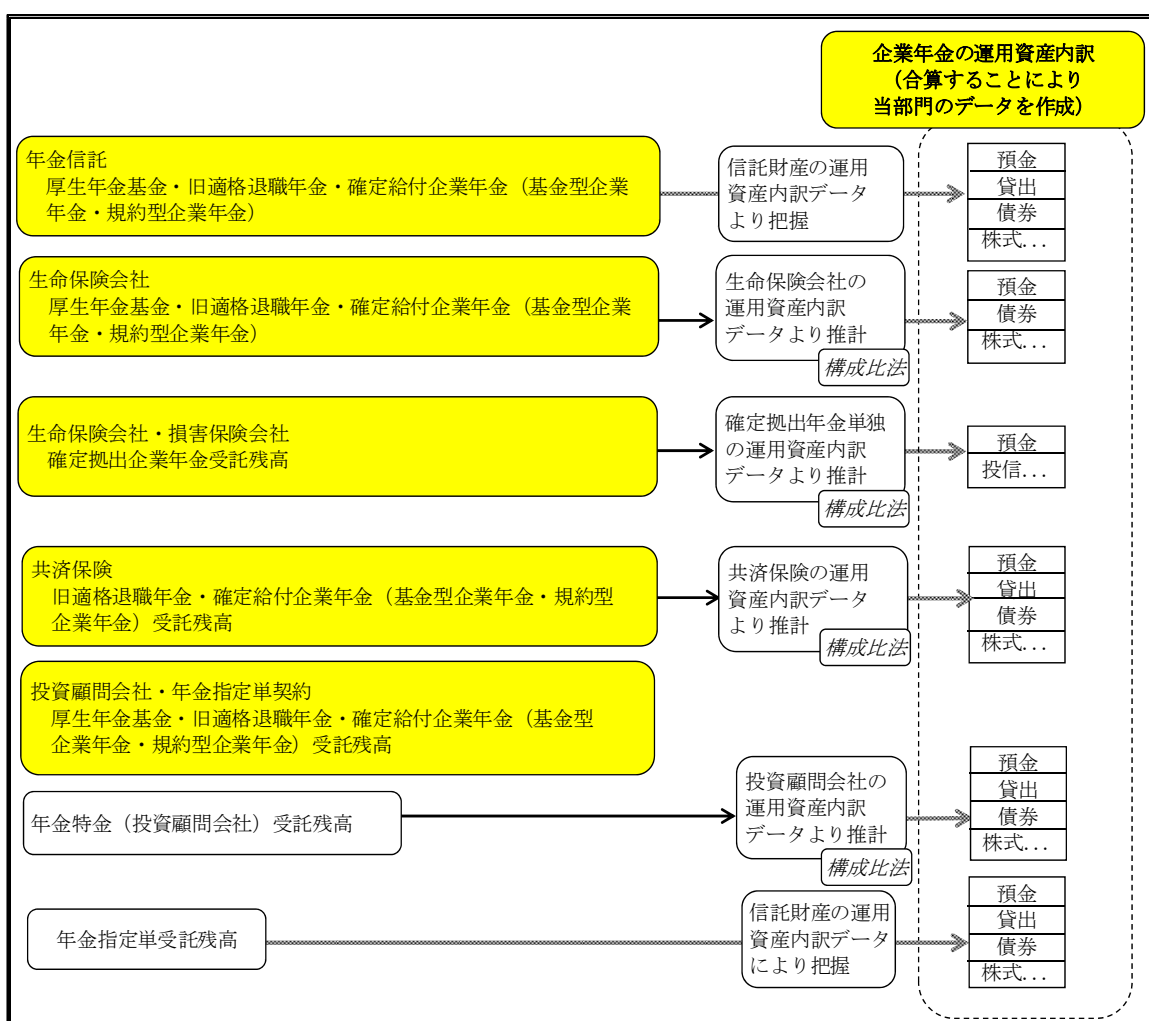 企業年金の運用資産内訳
（合算することにより
当部門のデータを作成）
年金信託
厚生年金基金・旧適格退職年金・確定給付企業年金（基金型企業
年金・規約型企業年金）
信託財産の運用
資産内訳データ
より把握
預金
貸出
債券
株式...
生命保険会社
厚生年金基金・旧適格退職年金・確定給付企業年金（基金型企業
年金・規約型企業年金）
生命保険会社の
運用資産内訳
データより推計
構成比法
預金
債券
株式...
生命保険会社・損害保険会社
確定拠出企業年金受託残高
確定拠出年金単独
の運用資産内訳
データより推計
構成比法
預金
投信...
共済保険
旧適格退職年金・確定給付企業年金（基金型企業年金・規約型
企業年金）受託残高
共済保険の運用
資産内訳データ
より推計
構成比法
預金
貸出
債券
株式...
投資顧問会社・年金指定単契約
厚生年金基金・旧適格退職年金・確定給付企業年金（基金型
企業年金・規約型企業年金）受託残高
年金特金（投資顧問会社）受託残高
投資顧問会社の
運用資産内訳
データより推計
構成比法
預金
貸出
債券
株式...
年金指定単受託残高
信託財産の運用
資産内訳データ
により把握
預金
貸出
債券
株式...